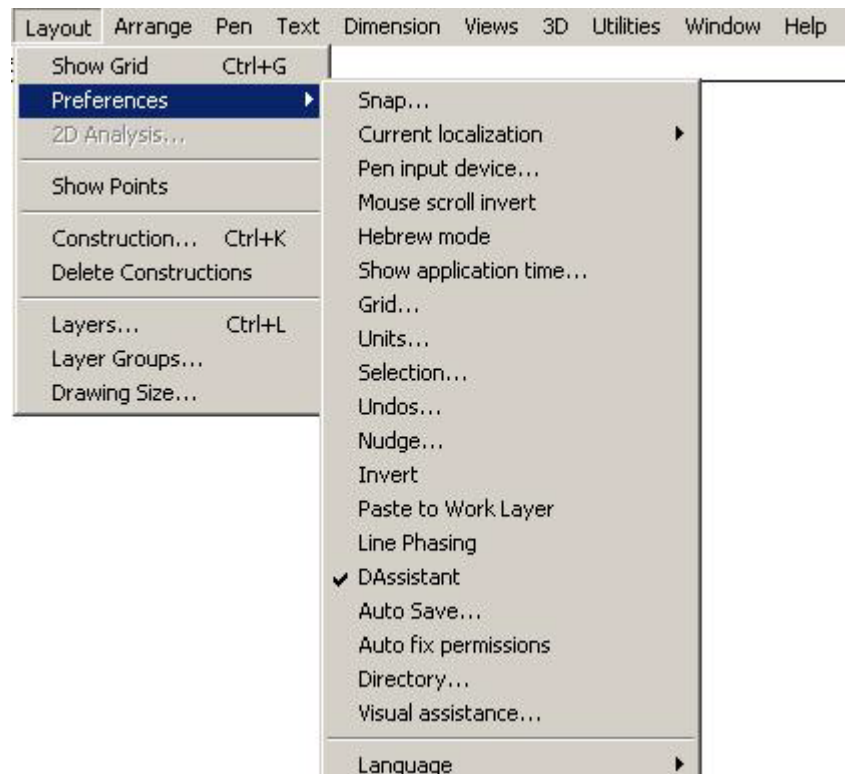 Layout Arrange Pen Text Dimension Views 3D Utilities Window Help
Show Grid Ctrl+G
Preferences
2D Analysis...
Show Points
Construction... Ctrl+K
Delete Constructions
Layers... Ctrl+L
Layer Groups...
Drawing Size...
Snap...
Current localization
Pen input device...
Mouse scroll invert
Hebrew mode
Show application time...
Grid...
Units...
Selection...
Undos...
Nudge...
Invert
Paste to Work Layer
Line Phasing
DAssistant
Auto Save...
Auto fix permissions
Directory...
Visual assistance...
Language